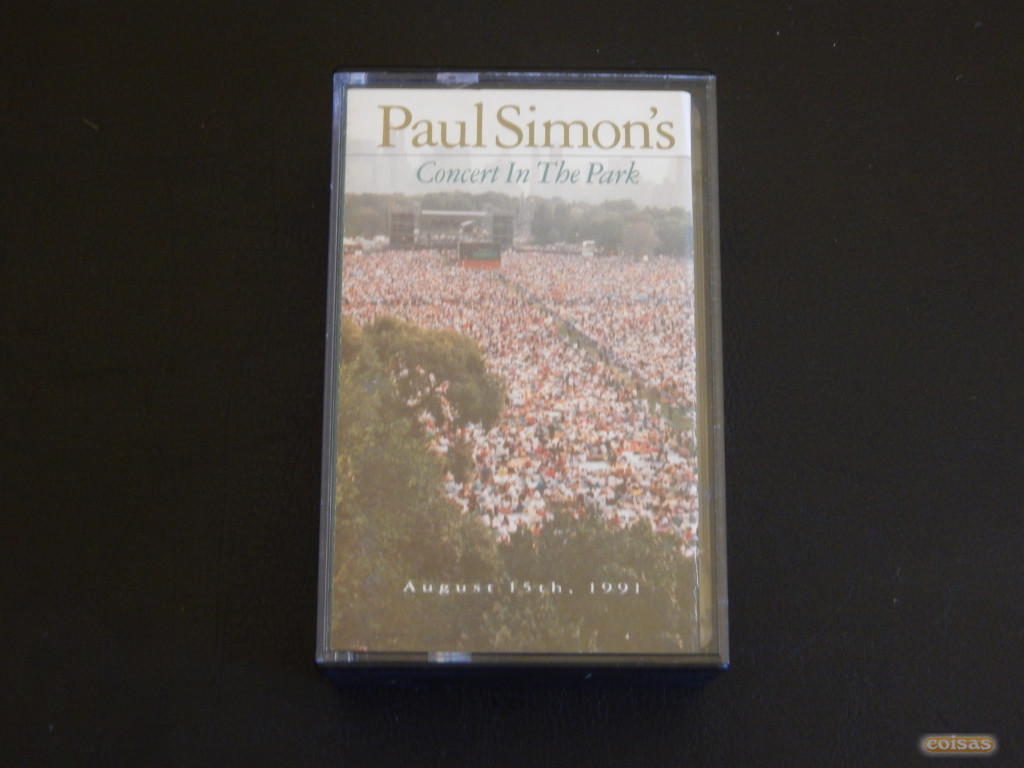 Paul Simon's
Concert In The Park
August 15th, 1991
coisas